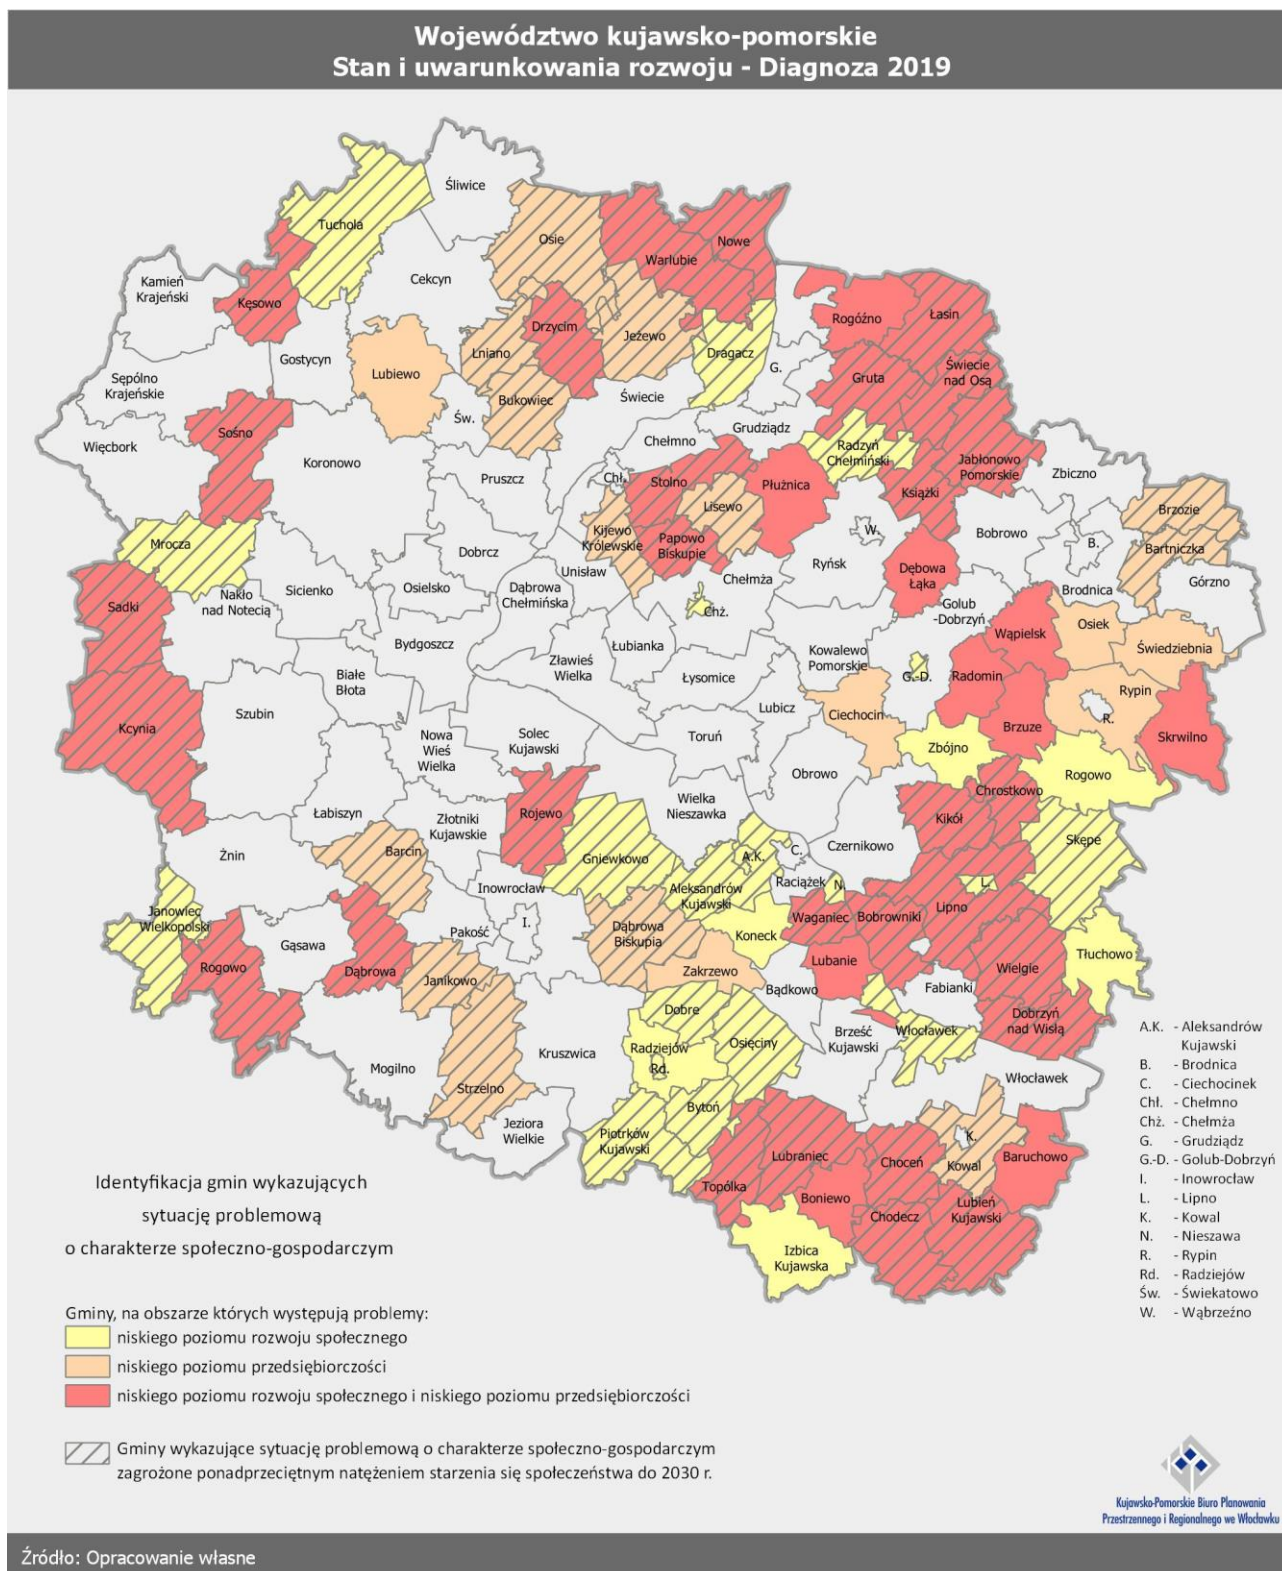 Województwo kujawsko-pomorskie
Stan i uwarunkowania rozwoju - Diagnoza 2019
Śliwice
Tuchola
Osie
Nowe
Warlubie
Kamień
Krajeński
Cekcyn
Kęsowo
Rogóźno
Łasin
Drzycim
Jeżewo
Lniano
Dragacz
Gostycyn
Lubiewo
G.
Gruta
Świecie
nad Osą
Sępólno
Krajeńskie
Bukowiec
Świecie
Św.
Sośno
Więcbork
Koronowo
Chełmno
Grudziądz
Radzyń
Chełmiński
Jabłonowo
Pomorskie
Zbiczno
Pruszcz
Chł.
Stolno
Płużnica
Książki
Lisewo
Brzozie
Kijewo
Królewskie
Papowo
Biskupie
W.
Bobrowo
B.
Bartniczka
Mrocza
Dobrcz
Unisław
Chełmża
Ryńsk
Dębowa
Łąka
Górzno
Sadki
Nakło
nad Notecią
Sicienko
Osielsko
Dąbrowa
Chełmińska
Chż.
Golub
-Dobrzyń
Brodnica
Wąpielsk
Osiek
Bydgoszcz
Zławieś
Wielka
Łubianka
Kowalewo
Pomorskie
Świedziebnia
Łysomice
G.-D.
Radomin
Białe
Błota
Rypin
Lubicz
Ciechocin
R.
Szubin
Kcynia
Nowa
Wieś
Wielka
Solec
Kujawski
Toruń
Zbójno
Brzuze
Skrwilno
Obrowo
Rogowo
Łabiszyn
Złotniki
Kujawskie
Rojewo
Wielka
Nieszawka
Chrostkowo
Kikół
Skępe
Czernikowo
Barcin
Żnin
Gniewkowo
A.K.
C.
Inowrocław
Aleksandrów
Kujawski
Raciążek
N.
L.
Janowiec
Wielkopolski
I.
Dąbrowa
Biskupia
Waganiec
Bobrowniki
Lipno
Pakość
Koneck
Gąsawa
Rogowo
Dąbrowa
Janikowo
Zakrzewo
Lubanie
Wielgie
Tłuchowo
Bądkowo
Fabianki
Dobre
Dobrzyń
nad Wisłą
Radziejów
Osięciny
Brześć
Kujawski
Włocławek
Kruszwica
Rd.
Mogilno
Strzelno
Włocławek
Bytoń
Jeziora
Wielkie
Piotrków
Kujawski
K.
Lubraniec
Choceń
Kowal
Baruchowo
Topólka
Boniewo
Chodecz
Lubień
Kujawski
Izbica
Kujawska
A.K. - Aleksandrów
Kujawski
B. - Brodnica
C. - Ciechocinek
Chł. - Chełmno
Chż. - Chełmża
G. - Grudziądz
G.-D. - Golub-Dobrzyń
I. - Inowrocław
L. - Lipno
K. - Kowal
N. - Nieszawa
R. - Rypin
Rd. - Radziejów
Św. - Świekatowo
W. - Wąbrzeźno
Identyfikacja gmin wykazujących
sytuację problemową
o charakterze społeczno-gospodarczym
Gminy, na obszarze których występują problemy:
niskiego poziomu rozwoju społecznego
niskiego poziomu przedsiębiorczości
niskiego poziomu rozwoju społecznego i niskiego poziomu przedsiębiorczości
Gminy wykazujące sytuację problemową o charakterze społeczno-gospodarczym
zagrożone ponadprzeciętnym natężeniem starzenia się społeczeństwa do 2030 r.
Kujawsko-Pomorskie Biuro Planowania
Przestrzennego i Regionalnego we Włocławku
Źródło: Opracowanie własne